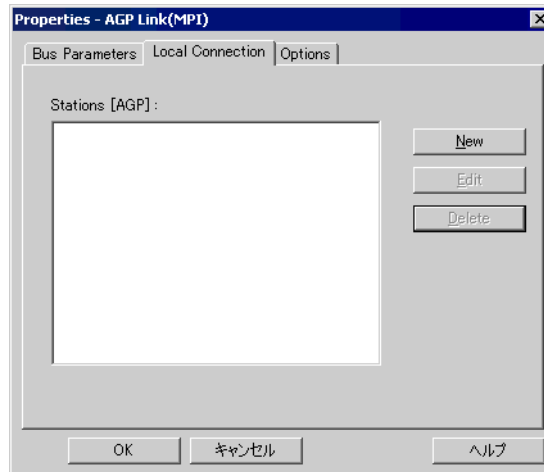 Properties - AGP Link(MPI)
Bus Parameters Local Connection Options
Stations [AGP] :
New
Edit
Delete
OK キャンセル ヘルプ